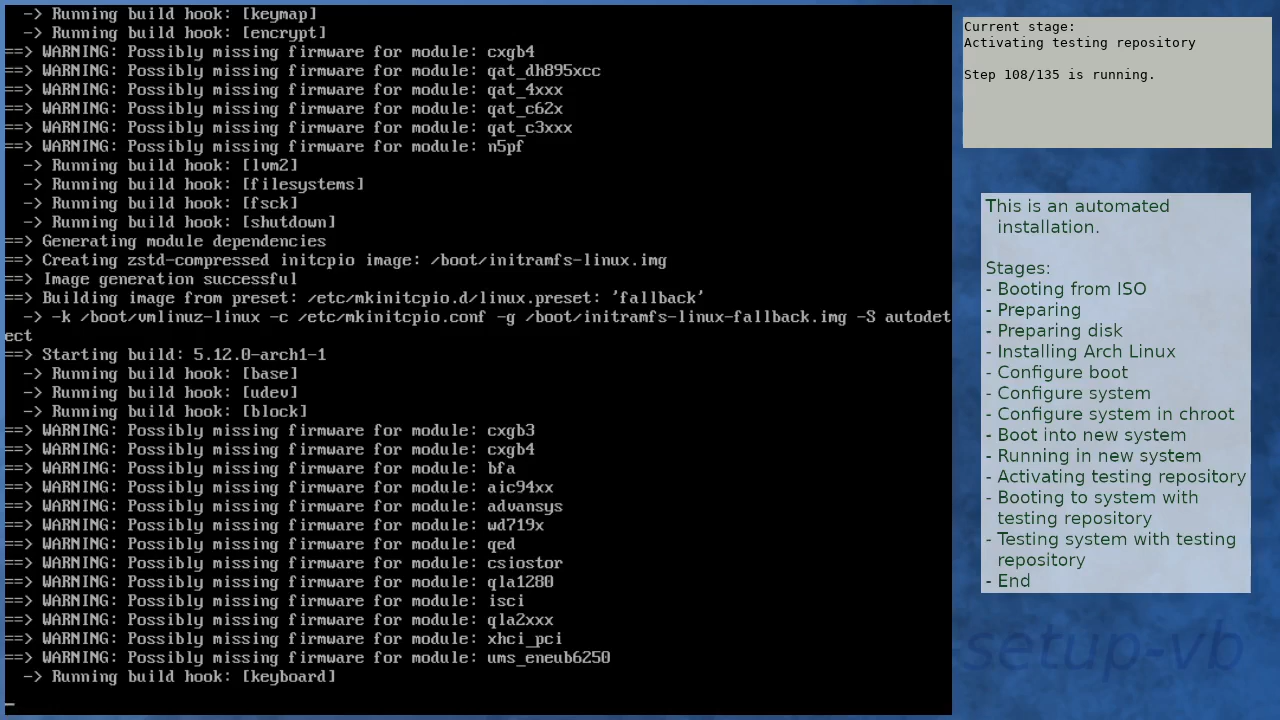 -> Running build hook: [keymap]
  -> Running build hook: [encrypt]
==> WARNING: Possibly missing firmware for module: cxgb4
==> WARNING: Possibly missing firmware for module: qat_dh895xcc
==> WARNING: Possibly missing firmware for module: qat_4xxx
==> WARNING: Possibly missing firmware for module: qat_c62x
==> WARNING: Possibly missing firmware for module: qat_c3xxx
==> WARNING: Possibly missing firmware for module: n5pf
  -> Running build hook: [lvm2]
  -> Running build hook: [filesystems]
  -> Running build hook: [fsck]
  -> Running build hook: [shutdown]
==> Generating module dependencies
==> Creating zstd-compressed initcpio image: /boot/initramfs-linux.img
==> Image generation successful
==> Building image from preset: /etc/mkinitcpio.d/linux.preset: 'fallback'
  -> -k /boot/vmlinuz-linux -c /etc/mkinitcpio.conf -g /boot/initramfs-linux-fallback.img -S autodet
ect
==> Starting build: 5.12.0-arch1-1
  -> Running build hook: [base]
  -> Running build hook: [udev]
  -> Running build hook: [block]
==> WARNING: Possibly missing firmware for module: cxgb3
==> WARNING: Possibly missing firmware for module: cxgb4
==> WARNING: Possibly missing firmware for module: bfa
==> WARNING: Possibly missing firmware for module: aic94xx
==> WARNING: Possibly missing firmware for module: advansys
==> WARNING: Possibly missing firmware for module: wd719x
==> WARNING: Possibly missing firmware for module: qed
==> WARNING: Possibly missing firmware for module: csiostor
==> WARNING: Possibly missing firmware for module: qla1280
==> WARNING: Possibly missing firmware for module: isci
==> WARNING: Possibly missing firmware for module: qla2xxx
==> WARNING: Possibly missing firmware for module: xhci_pci
==> WARNING: Possibly missing firmware for module: ums_eneub6250
  -> Running build hook: [keyboard]
_
Current stage:
Activating testing repository
Step 108/135 is running.
This is an automated
installation.
Stages:
- Booting from ISO
- Preparing
- Preparing disk
- Installing Arch Linux
- Configure boot
- Configure system
- Configure system in chroot
- Boot into new system
- Running in new system
- Activating testing repository
- Booting to system with
testing repository
- Testing system with testing
repository
- End
-setup-vb